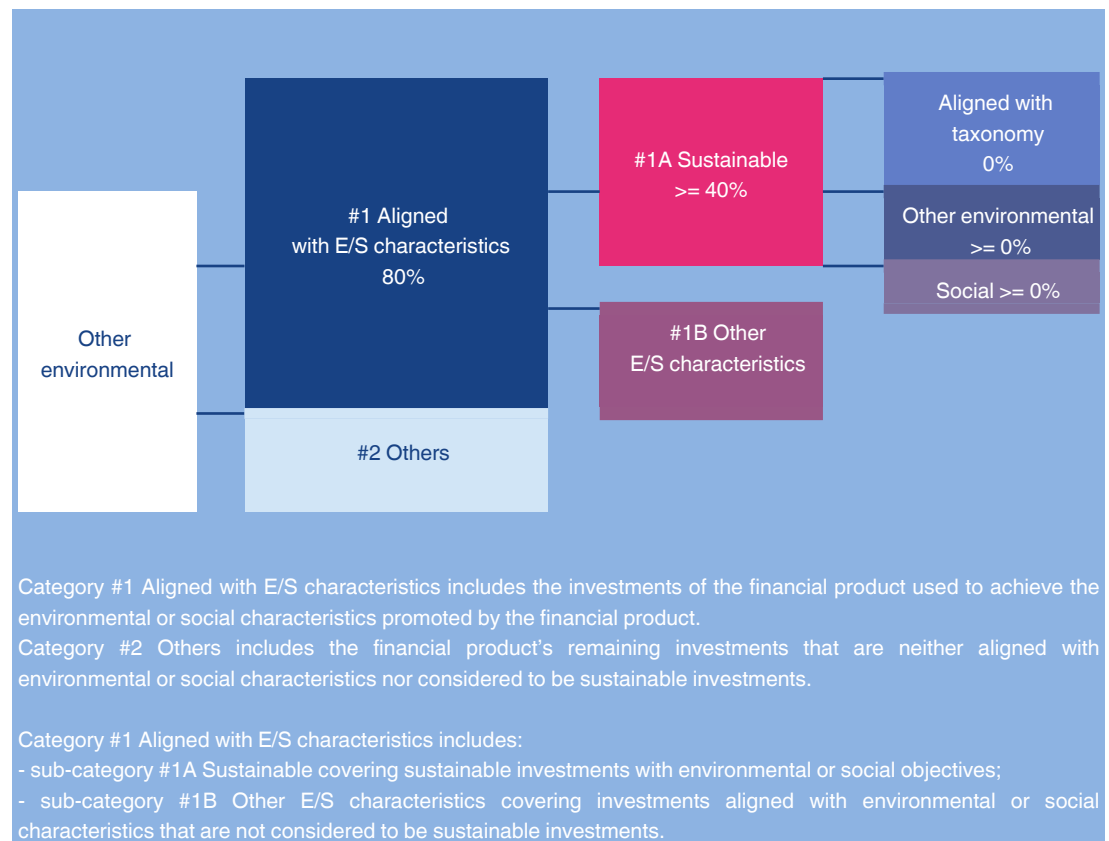 Other
environmental
#1 Aligned
with E/S characteristics
80%
#2 Others
#1A Sustainable
>= 40%
#1B Other
E/S characteristics
Aligned with
taxonomy
0%
Other environmental
>= 0%
Social >= 0%
Category #1 Aligned with E/S characteristics includes the investments of the financial product used to achieve the
environmental or social characteristics promoted by the financial product.
Category #2 Others includes the financial product's remaining investments that are neither aligned with
environmental or social characteristics nor considered to be sustainable investments.
Category #1 Aligned with E/S characteristics includes:
- sub-category #1A Sustainable covering sustainable investments with environmental or social objectives;
- sub-category #1B Other E/S characteristics covering investments aligned with environmental or social
characteristics that are not considered to be sustainable investments.